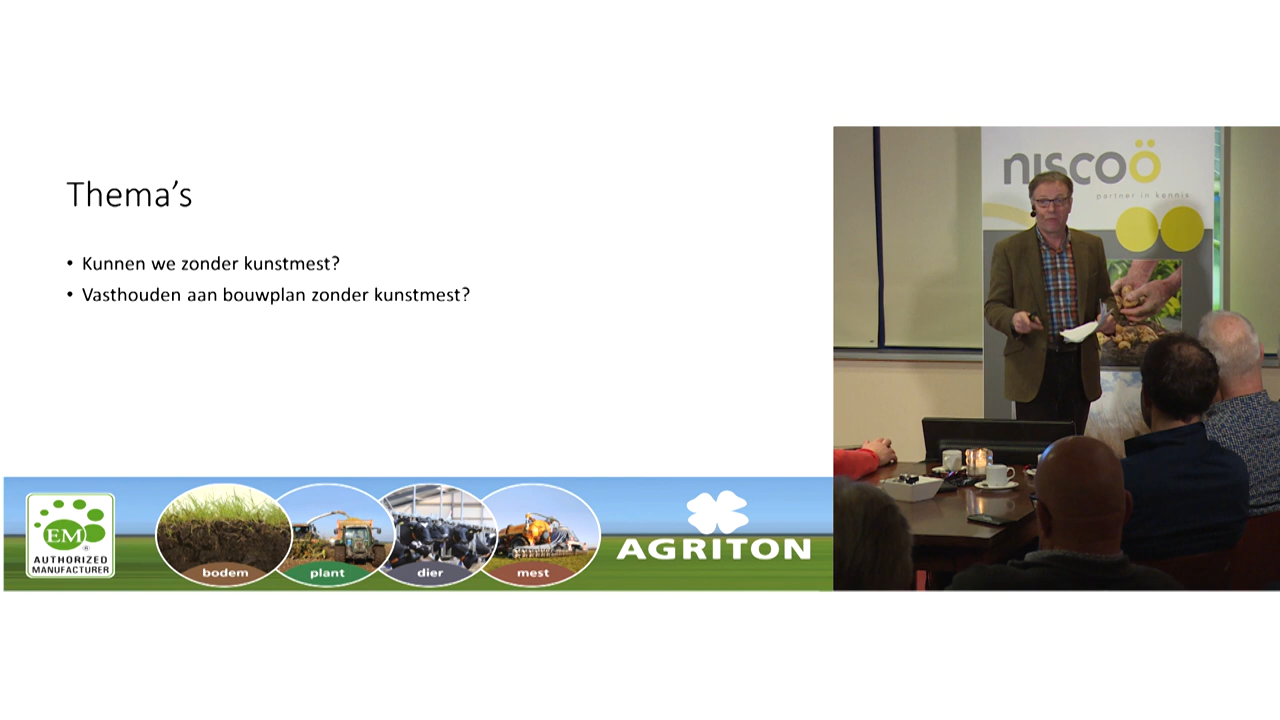 Thema’s
• Kunnen we zonder kunstmest?
• Vasthouden aan bouwplan zonder kunstmest?
niscoö
partner in kennis
EM®
AUTHORIZED
MANUFACTURER
bodem
plant
dier
mest
AGRITON